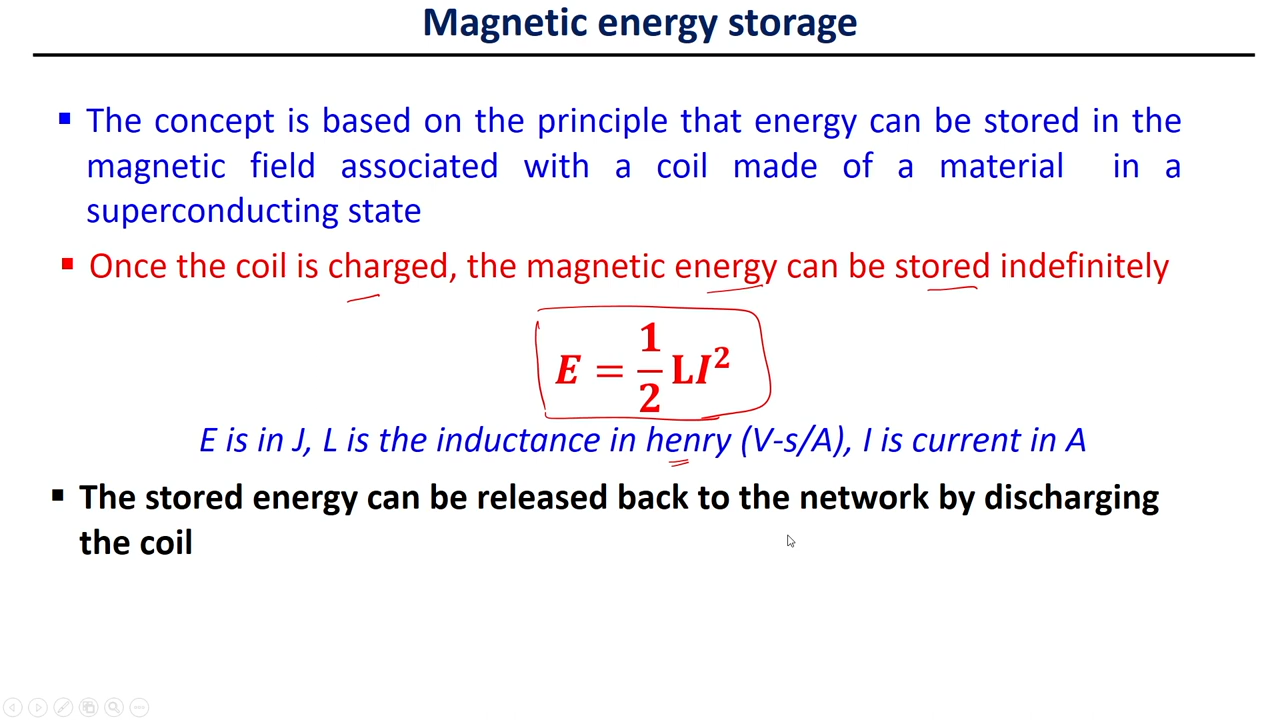 Magnetic energy storage
▪ The concept is based on the principle that energy can be stored in the
magnetic field associated with a coil made of a material in a
superconducting state
▪ Once the coil is charged, the magnetic energy can be stored indefinitely
E = 1/2 LI²
E is in J, L is the inductance in henry (V-s/A), I is current in A
▪ The stored energy can be released back to the network by discharging
the coil